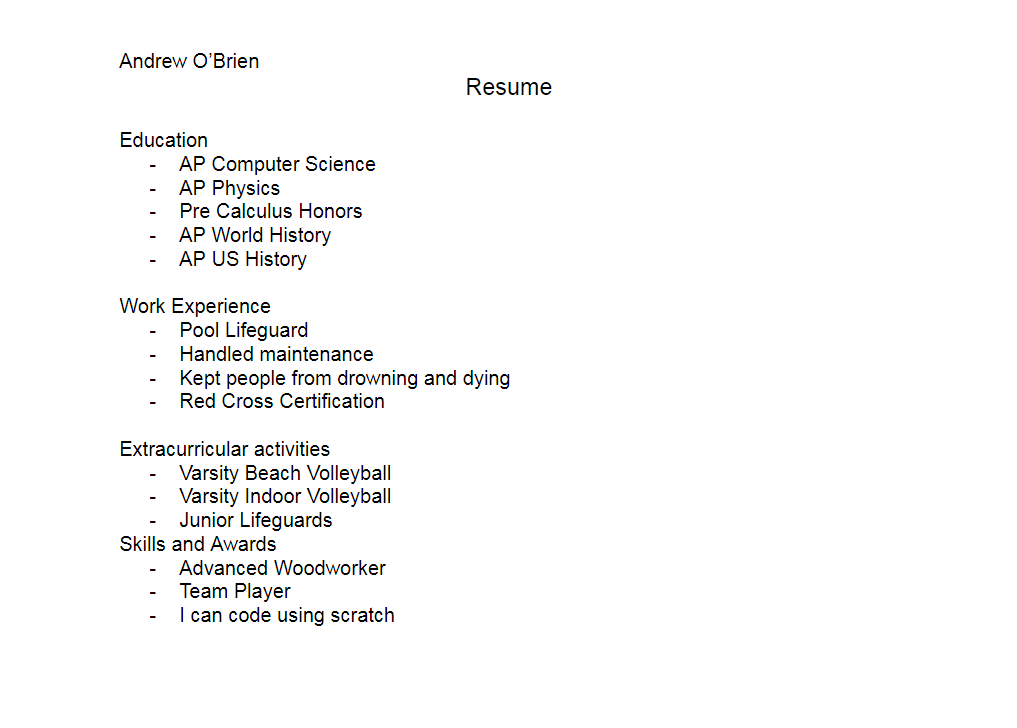 Andrew O’Brien
Resume
Education
- AP Computer Science
- AP Physics
- Pre Calculus Honors
- AP World History
- AP US History
Work Experience
- Pool Lifeguard
- Handled maintenance
- Kept people from drowning and dying
- Red Cross Certification
Extracurricular activities
- Varsity Beach Volleyball
- Varsity Indoor Volleyball
- Junior Lifeguards
Skills and Awards
- Advanced Woodworker
- Team Player
- I can code using scratch